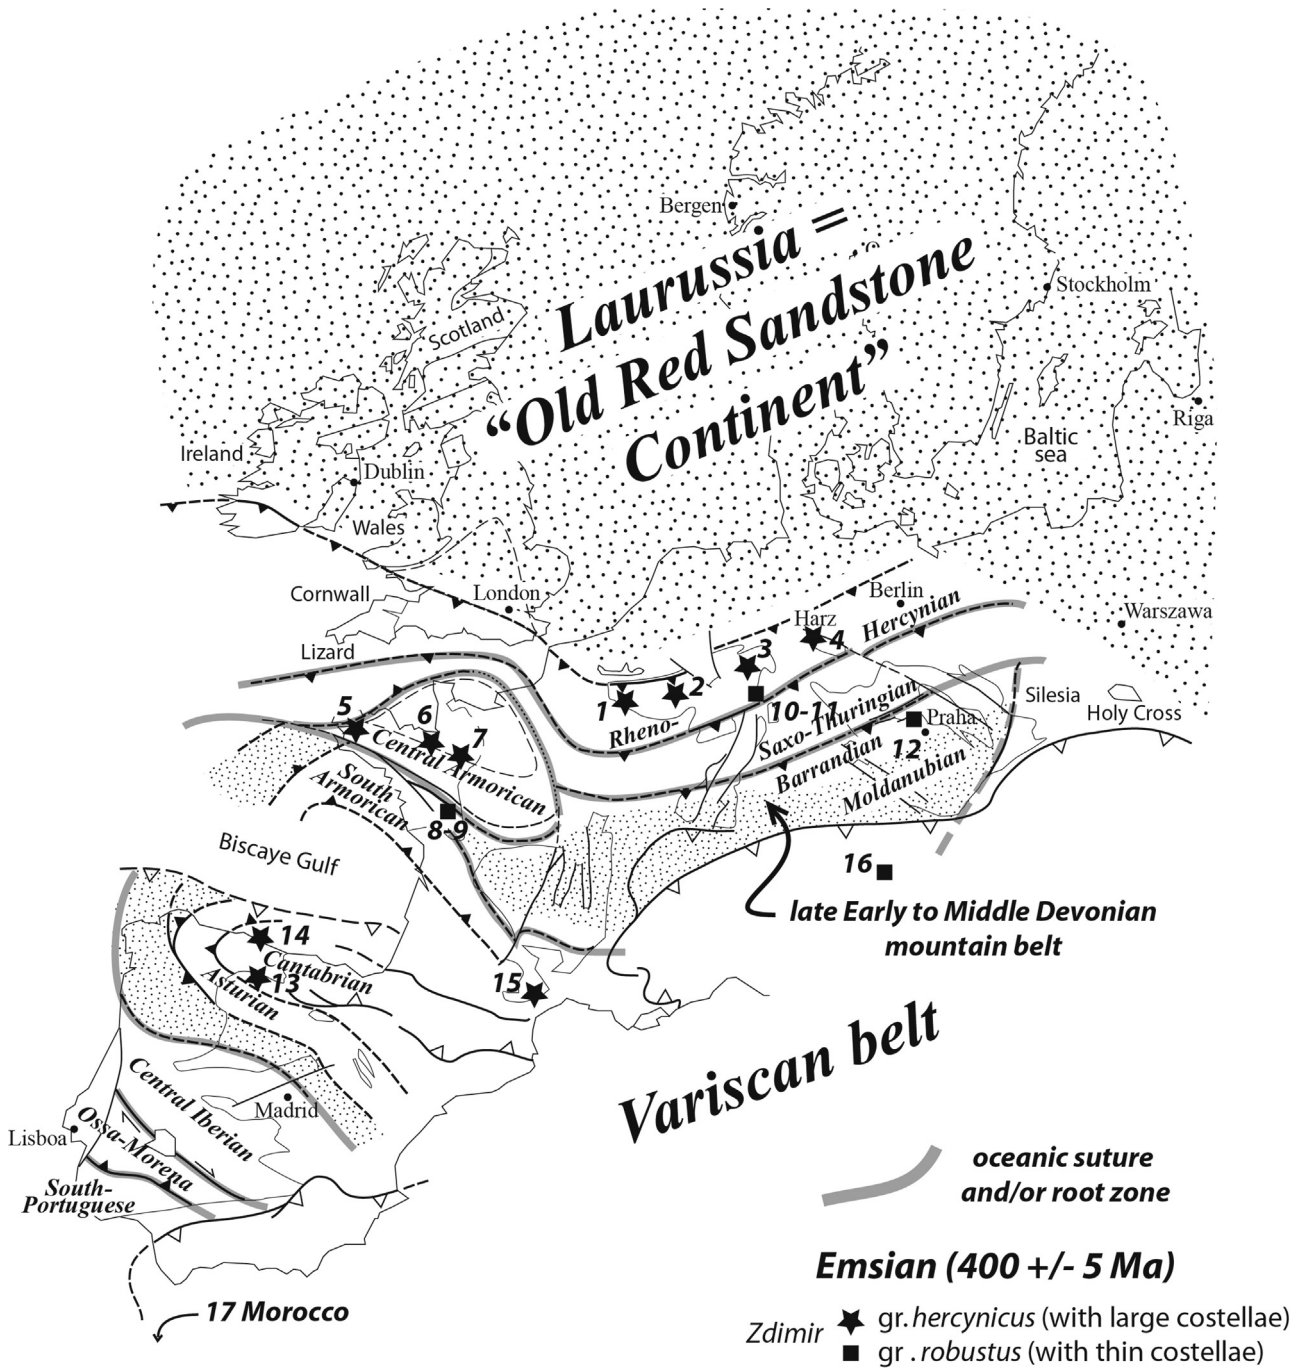 Bergen
Laurussia =
“Old Red Sandstone
Continent”
Stockholm
Scotland
Riga
Baltic
sea
Ireland
Dublin
Wales
Cornwall
London
Berlin
Harz
4
Hercynian
Warszawa
Lizard
3
Silesia
Holy Cross
5
6
7
1
2
10-11
Rheno-
Saxo-Thuringian
Praha
12
Central Armorican
Barrandian
Moldanubian
South
Armorican
8-9
Biscaye Gulf
16
late Early to Middle Devonian
mountain belt
14
Cantabrian
13
Asturian
15
Variscan belt
Central Iberian
Madrid
Lisboa
Ossa-Morena
South-
Portuguese
oceanic suture
and/or root zone
Emsian (400 +/- 5 Ma)
17 Morocco
Zdimir
gr. hercynicus (with large costellae)
gr . robustus (with thin costellae)